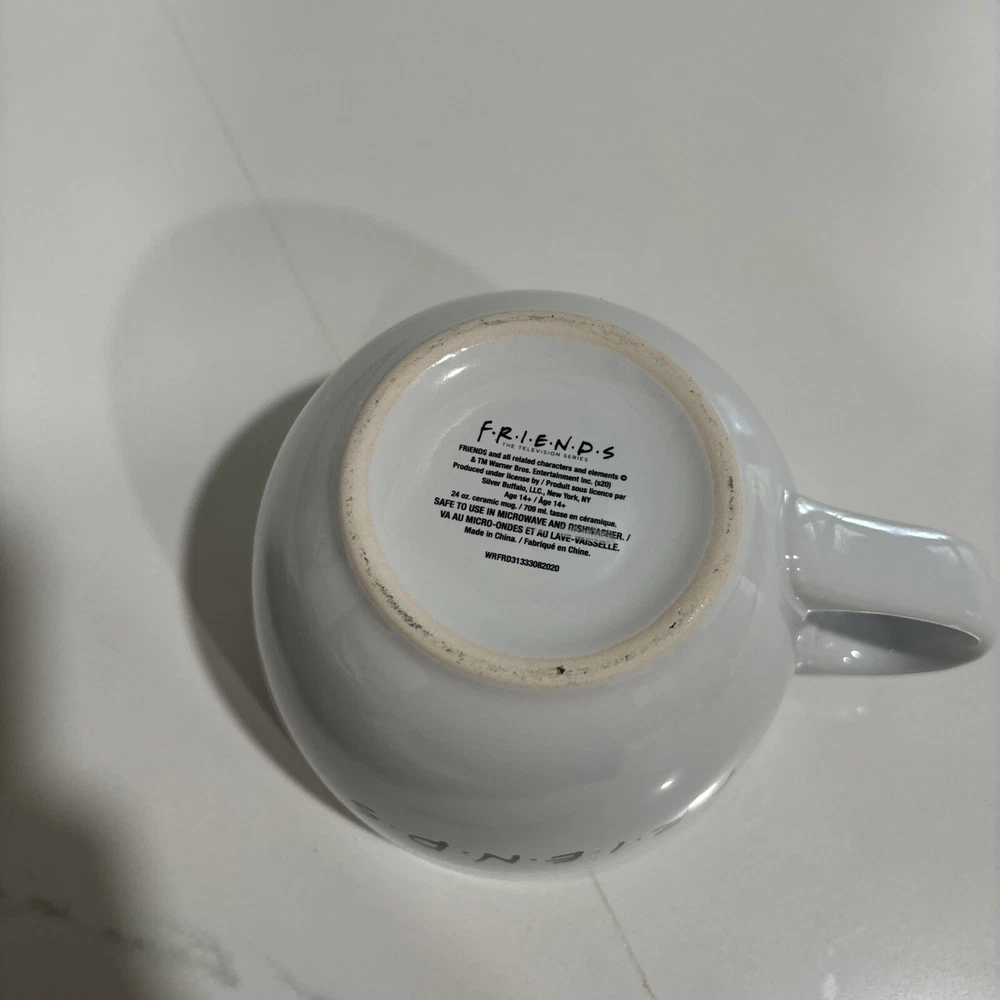 F·R·I·E·N·D·S
THE TELEVISION SERIES
FRIENDS and all related characters and elements ©
& TM Warner Bros. Entertainment Inc. (s20)
Produced under license by / Produit sous licence par
Silver Buffalo, LLC., New York, NY
Age 14+ / Âge 14+
24 oz. ceramic mug. / 709 ml. tasse en céramique.
SAFE TO USE IN MICROWAVE AND DISHWASHER. /
VA AU MICRO-ONDES ET AU LAVE-VAISSELLE.
Made in China. / Fabriqué en Chine.
WRFRD31333082020
I·E·N·D·S